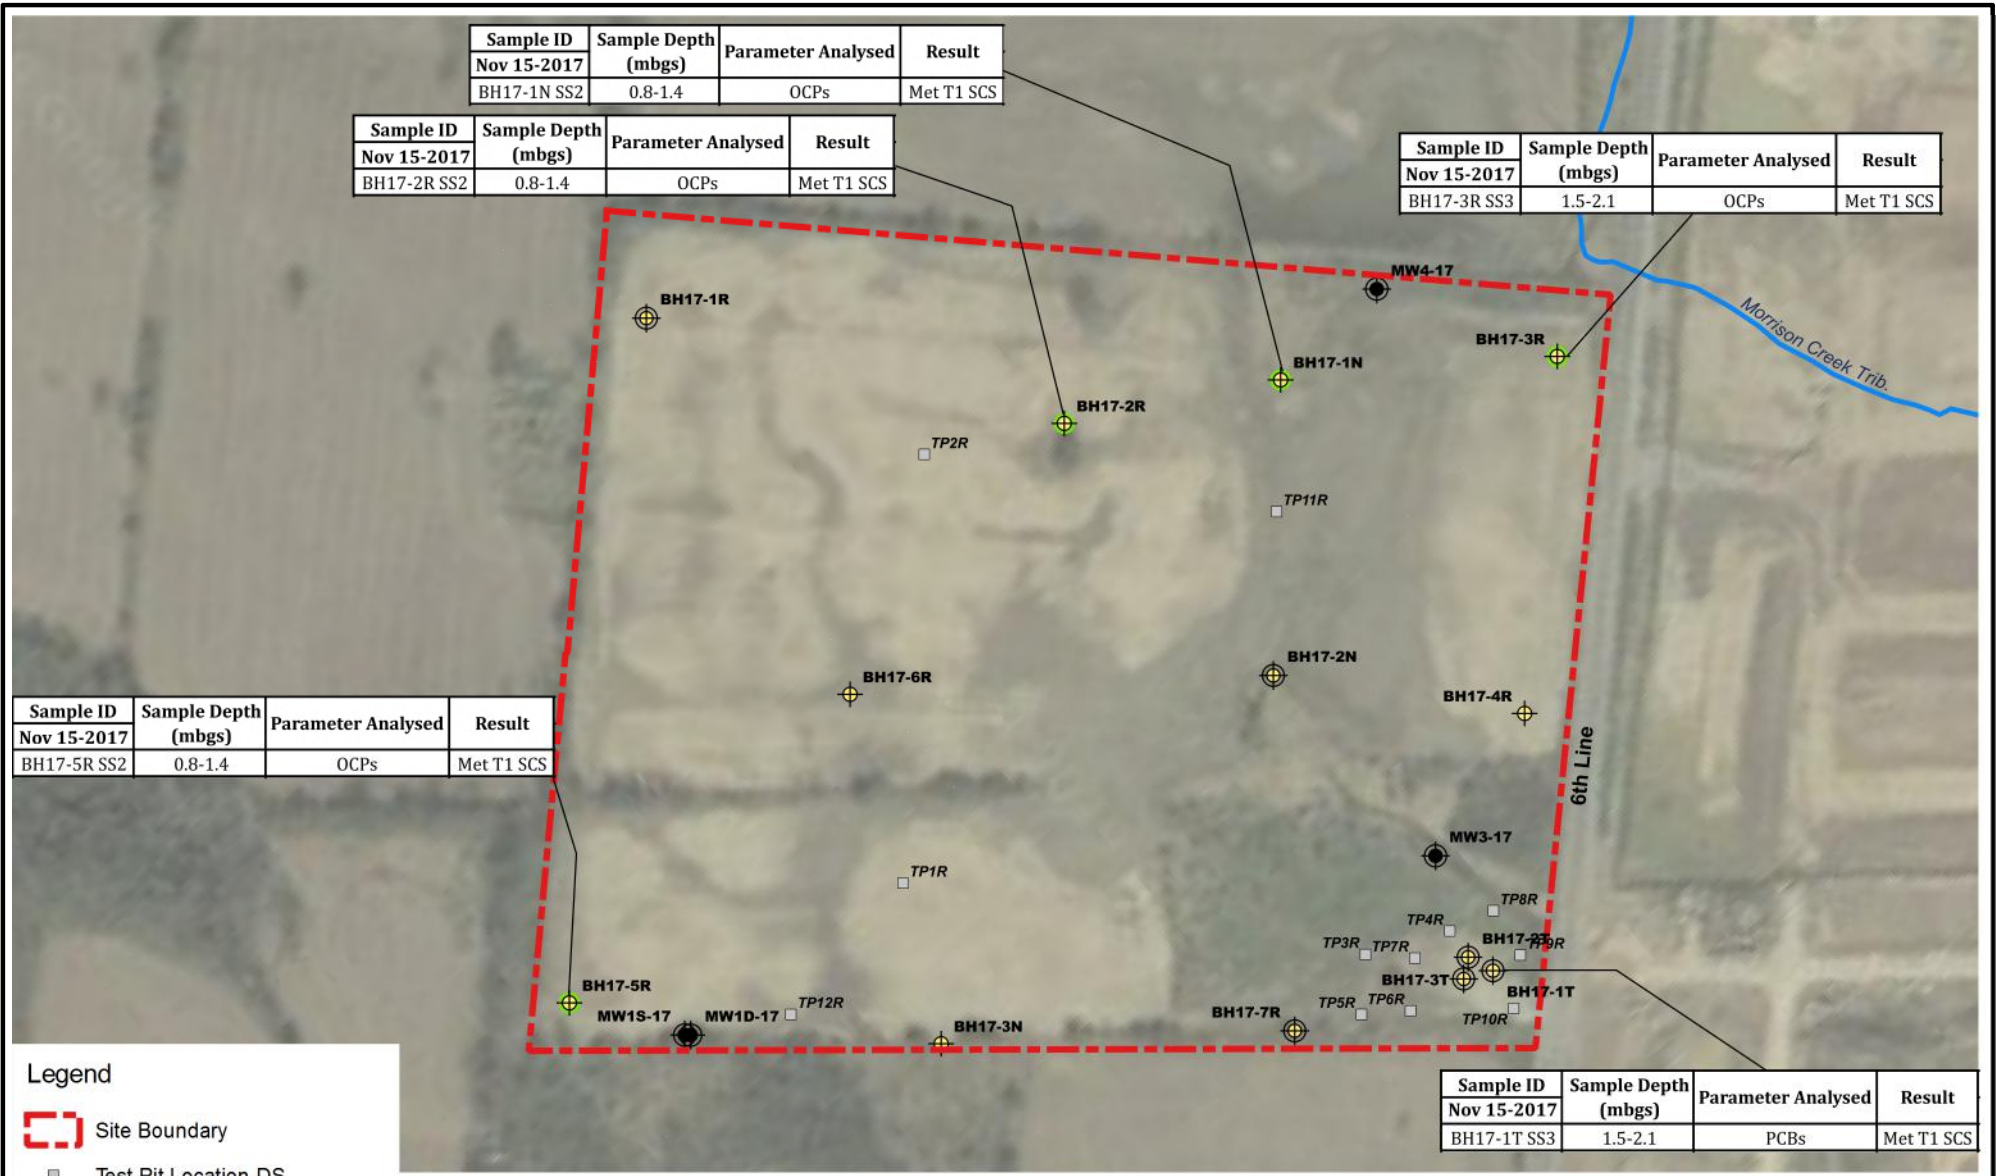 Sample ID | Sample Depth (mbgs) | Parameter Analysed | Result
Nov 15-2017
BH17-1N SS2 | 0.8-1.4 | OCPs | Met T1 SCS
Sample ID | Sample Depth (mbgs) | Parameter Analysed | Result
Nov 15-2017
BH17-2R SS2 | 0.8-1.4 | OCPs | Met T1 SCS
Sample ID | Sample Depth (mbgs) | Parameter Analysed | Result
Nov 15-2017
BH17-3R SS3 | 1.5-2.1 | OCPs | Met T1 SCS
MW4-17
BH17-1R
Morrison Creek Trib.
BH17-3R
BH17-1N
BH17-2R
TP2R
TP11R
BH17-2N
BH17-6R
BH17-4R
6th Line
Sample ID | Sample Depth (mbgs) | Parameter Analysed | Result
Nov 15-2017
BH17-5R SS2 | 0.8-1.4 | OCPs | Met T1 SCS
MW3-17
TP1R
TP8R
TP4R
BH17-2T
TP9R
TP3R
TP7R
BH17-3T
BH17-1T
BH17-5R
TP12R
TP5R
TP6R
TP10R
MW1S-17
MW1D-17
BH17-7R
BH17-3N
Legend
Site Boundary
Test Pit Location-DS
Sample ID | Sample Depth (mbgs) | Parameter Analysed | Result
Nov 15-2017
BH17-1T SS3 | 1.5-2.1 | PCBs | Met T1 SCS